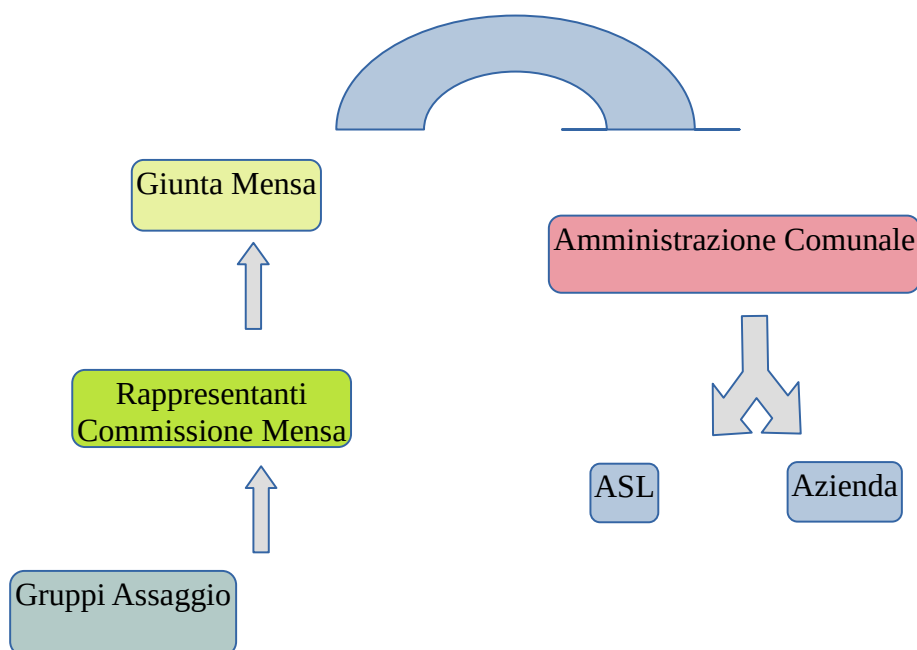 Giunta Mensa
Amministrazione Comunale
Rappresentanti
Commissione Mensa
ASL
Azienda
Gruppi Assaggio